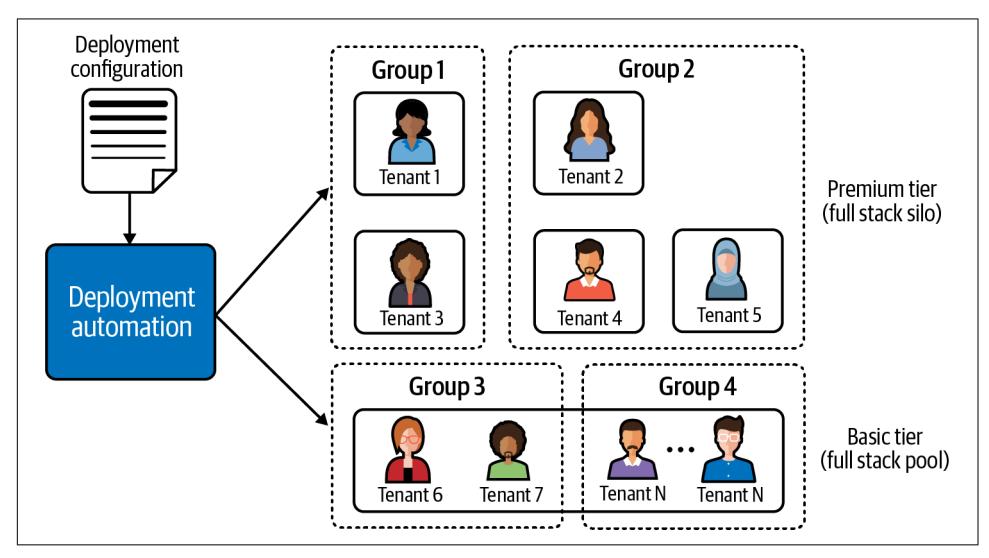 Deployment
configuration
Deployment
automation
Group 1
Tenant 1
Tenant 3
Group 2
Tenant 2
Tenant 4
Tenant 5
Premium tier
(full stack silo)
Group 3
Tenant 6
Tenant 7
Group 4
Tenant N
...
Tenant N
Basic tier
(full stack pool)